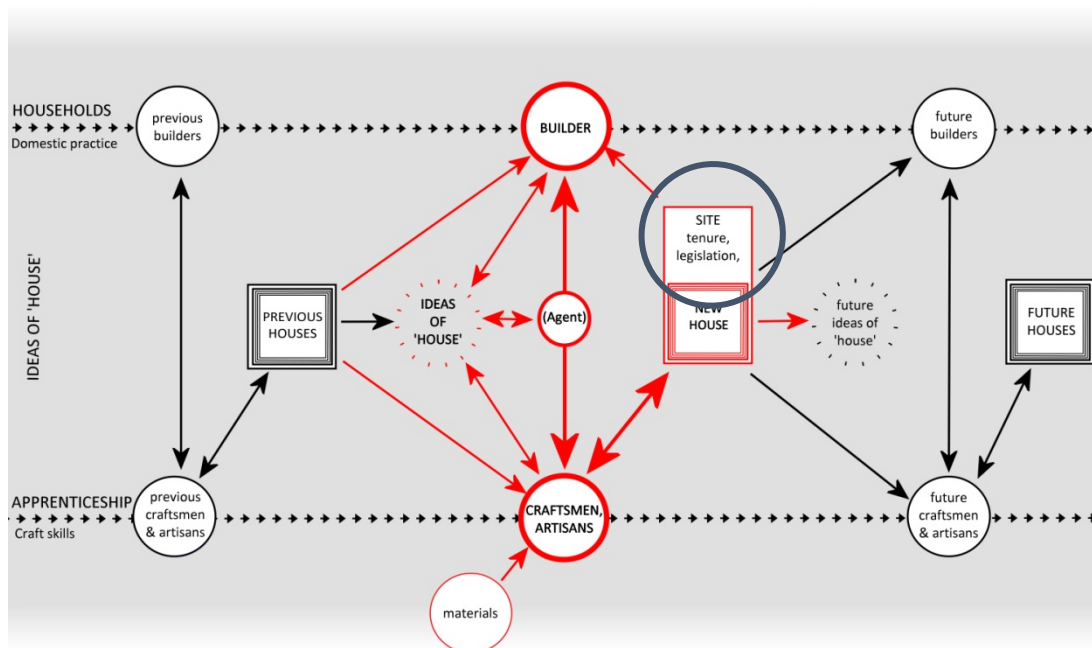 HOUSEHOLDS
Domestic practice
previous
builders
BUILDER
future
builders
SITE
tenure,
legislation,
IDEAS OF 'HOUSE'
PREVIOUS
HOUSES
IDEAS
OF
'HOUSE'
(Agent)
NEW
HOUSE
future
ideas of
'house'
FUTURE
HOUSES
APPRENTICESHIP
Craft skills
previous
craftsmen
& artisans
CRAFTSMEN,
ARTISANS
future
craftsmen
& artisans
materials